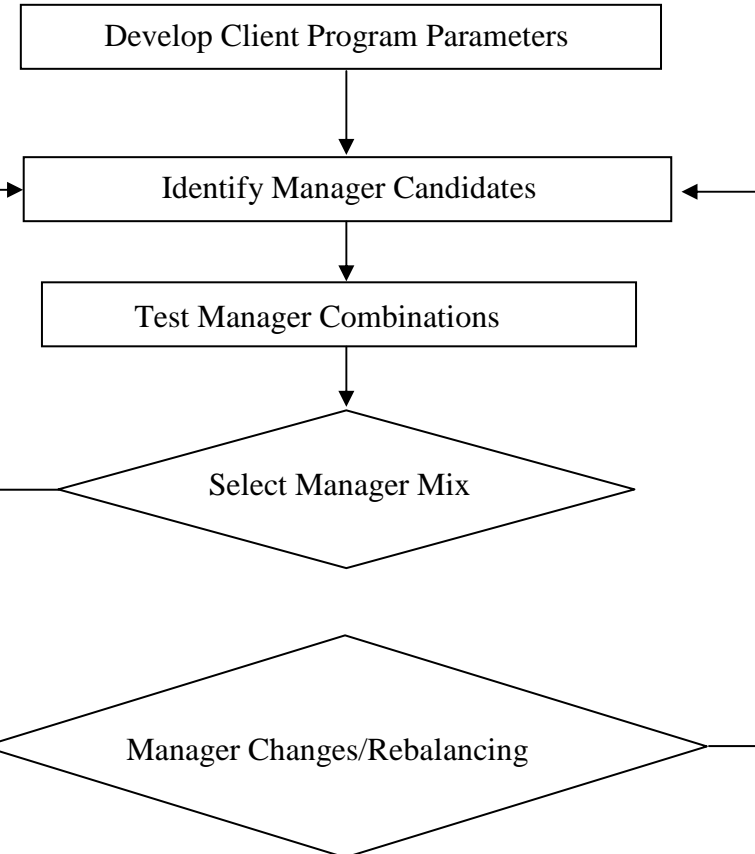 Develop Client Program Parameters
Identify Manager Candidates
Test Manager Combinations
Select Manager Mix
Manager Changes/Rebalancing